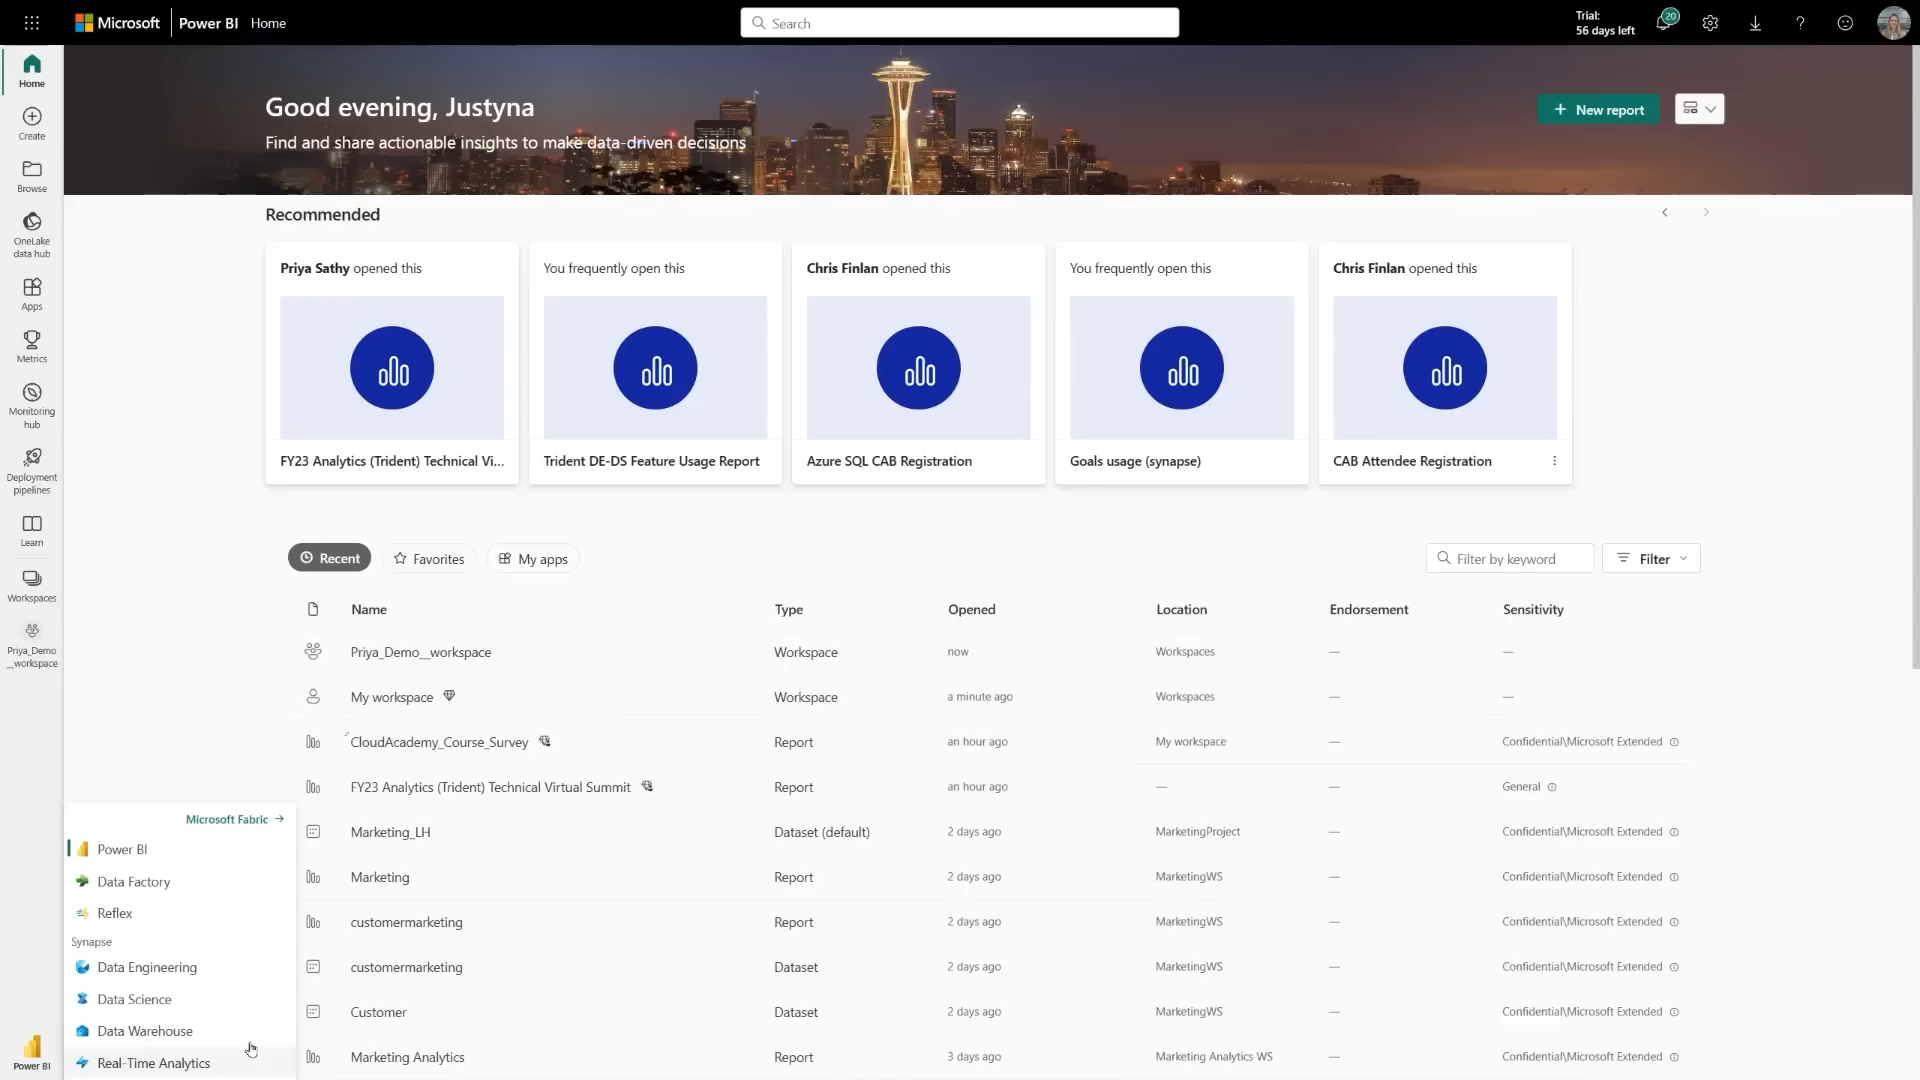 Microsoft
Power BI
Home
Search
Trial:
56 days left
20
Home
Create
Browse
OneLake
data hub
Apps
Metrics
Monitoring
hub
Deployment
pipelines
Learn
Workspaces
Priya_Demo
__workspace
Power BI
Good evening, Justyna
Find and share actionable insights to make data-driven decisions
New report
Recommended
Priya Sathy opened this
FY23 Analytics (Trident) Technical Vi...
You frequently open this
Trident DE-DS Feature Usage Report
Chris Finlan opened this
Azure SQL CAB Registration
You frequently open this
Goals usage (synapse)
Chris Finlan opened this
CAB Attendee Registration
Recent
Favorites
My apps
Filter by keyword
Filter
Name Type Opened Location Endorsement Sensitivity
Priya_Demo__workspace Workspace now Workspaces — —
My workspace Workspace a minute ago Workspaces — —
CloudAcademy_Course_Survey Report an hour ago My workspace — Confidential\Microsoft Extended
FY23 Analytics (Trident) Technical Virtual Summit Report an hour ago — — General
Marketing_LH Dataset (default) 2 days ago MarketingProject — Confidential\Microsoft Extended
Marketing Report 2 days ago MarketingWS — Confidential\Microsoft Extended
customermarketing Report 2 days ago MarketingWS — Confidential\Microsoft Extended
customermarketing Dataset 2 days ago MarketingWS — Confidential\Microsoft Extended
Customer Dataset 2 days ago MarketingWS — Confidential\Microsoft Extended
Marketing Analytics Report 3 days ago Marketing Analytics WS — Confidential\Microsoft Extended
Microsoft Fabric →
Power BI
Data Factory
Reflex
Synapse
Data Engineering
Data Science
Data Warehouse
Real-Time Analytics